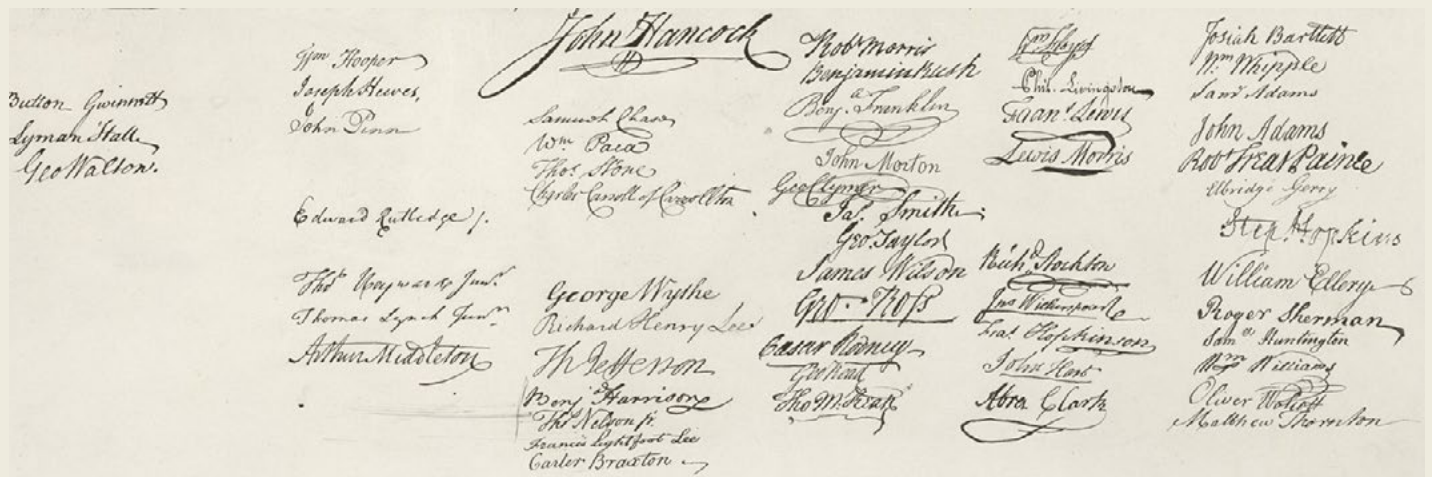 Button Gwinnett
Lyman Hall
Geo Walton.
Wm Hooper
Joseph Hewes,
John Penn
Edward Rutledge /.
Thos Heyward Junr.
Thomas Lynch Junr.
Arthur Middleton
John Hancock
Samuel Chase
Wm Paca
Thos. Stone
Charles Carroll of Carrollton
George Wythe
Richard Henry Lee
Th Jefferson
Benj Harrison
Thos Nelson jr.
Francis Lightfoot Lee
Carter Braxton
Robt Morris
Benjamin Rush
Benja. Franklin
John Morton
Geo Clymer
Jas. Smith.
Geo. Taylor
James Wilson
Geo. Ross
Caesar Rodney
Geo Read
Tho M:Kean
Wm Floyd
Phil. Livingston
Frans. Lewis
Lewis Morris
Richd. Stockton
Jno Witherspoon
Fras. Hopkinson
John Hart
Abra Clark
Josiah Bartlett
Wm Whipple
Saml Adams
John Adams
Robt Treat Paine
Elbridge Gerry
Step. Hopkins
William Ellery
Roger Sherman
Samel Huntington
Wm Williams
Oliver Wolcott
Matthew Thornton